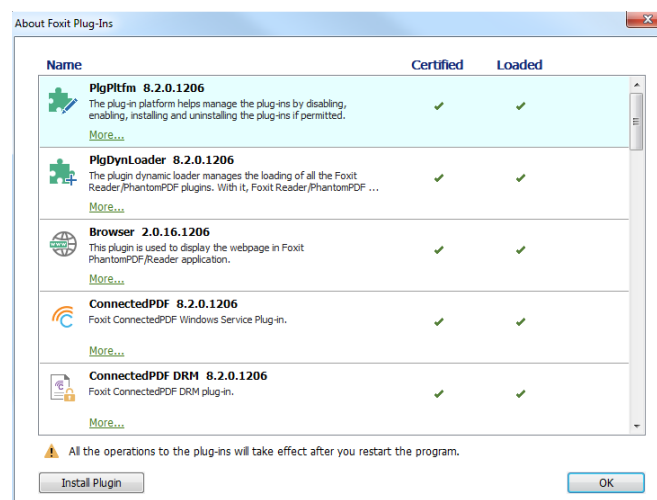 About Foxit Plug-Ins
Name Certified Loaded
PlgPltfm 8.2.0.1206
The plug-in platform helps manage the plug-ins by disabling,
enabling, installing and uninstalling the plug-ins if permitted.
More...
PlgDynLoader 8.2.0.1206
The plugin dynamic loader manages the loading of all the Foxit
Reader/PhantomPDF plugins. With it, Foxit Reader/PhantomPDF ...
More...
Browser 2.0.16.1206
This plugin is used to display the webpage in Foxit
PhantomPDF/Reader application.
More...
ConnectedPDF 8.2.0.1206
Foxit ConnectedPDF Windows Service Plug-in.
More...
ConnectedPDF DRM 8.2.0.1206
Foxit ConnectedPDF DRM plug-in.
More...
All the operations to the plug-ins will take effect after you restart the program.
Install Plugin OK